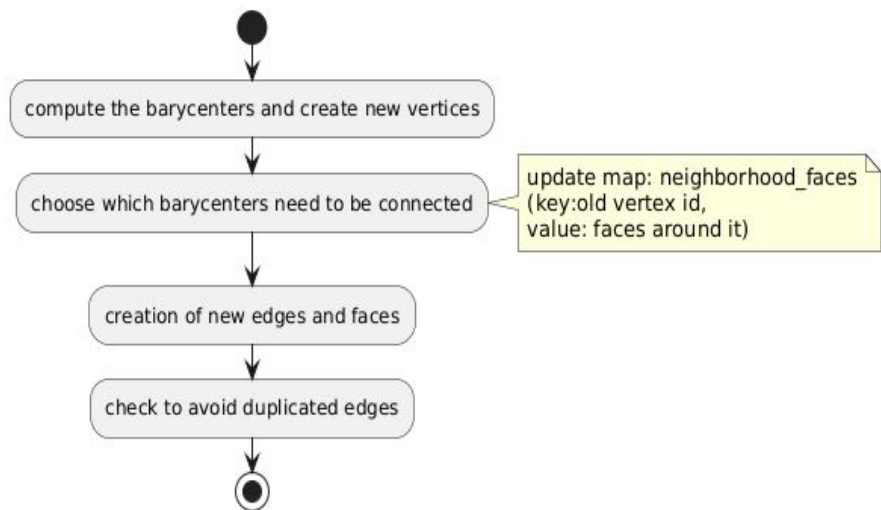 compute the barycenters and create new vertices
choose which barycenters need to be connected
update map: neighborhood_faces
(key:old vertex id,
value: faces around it)
creation of new edges and faces
check to avoid duplicated edges